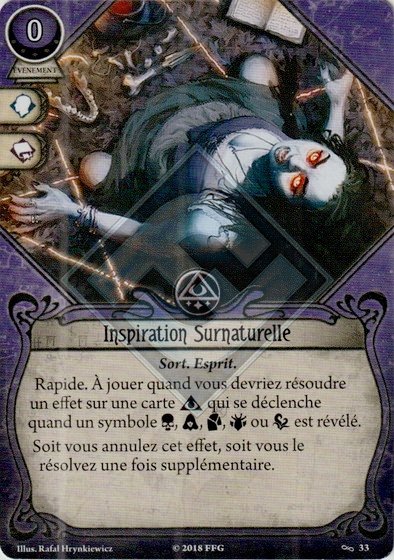 0
ÉVÉNEMENT
Inspiration Surnaturelle
Sort. Esprit.
Rapide. À jouer quand vous devriez résoudre
un effet sur une carte qui se déclenche
quand un symbole , , , ou est révélé.
Soit vous annulez cet effet, soit vous le
résolvez une fois supplémentaire.
Illus. Rafał Hrynkiewicz
© 2018 FFG
33